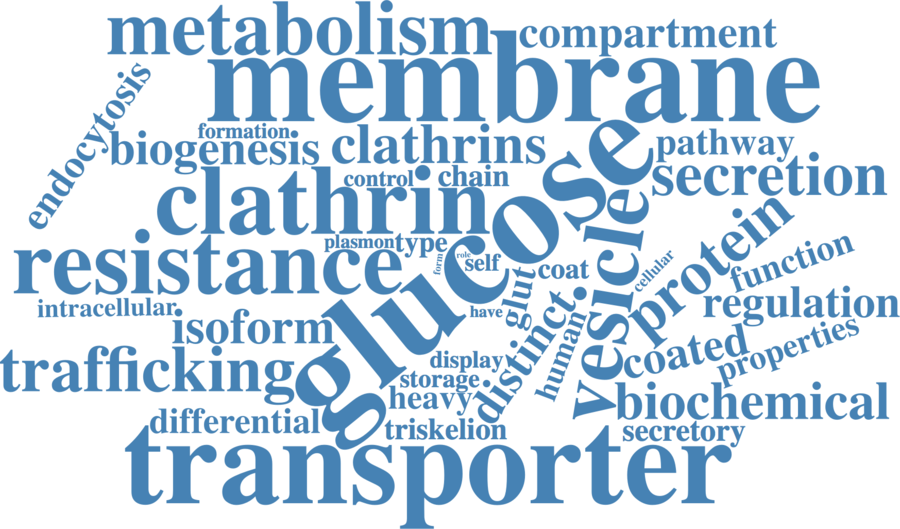 metabolism
compartment
membrane
endocytosis
formation
biogenesis
clathrins
pathway
glucose
control
chain
secretion
clathrin
vesicle
protein
plasmon
type
resistance
form
role
self
coat
cellular
function
intracellular
have
glut
regulation
isoform
distinct
human
coated
properties
trafficking
display
storage
heavy
biochemical
differential
triskelion
secretory
transporter